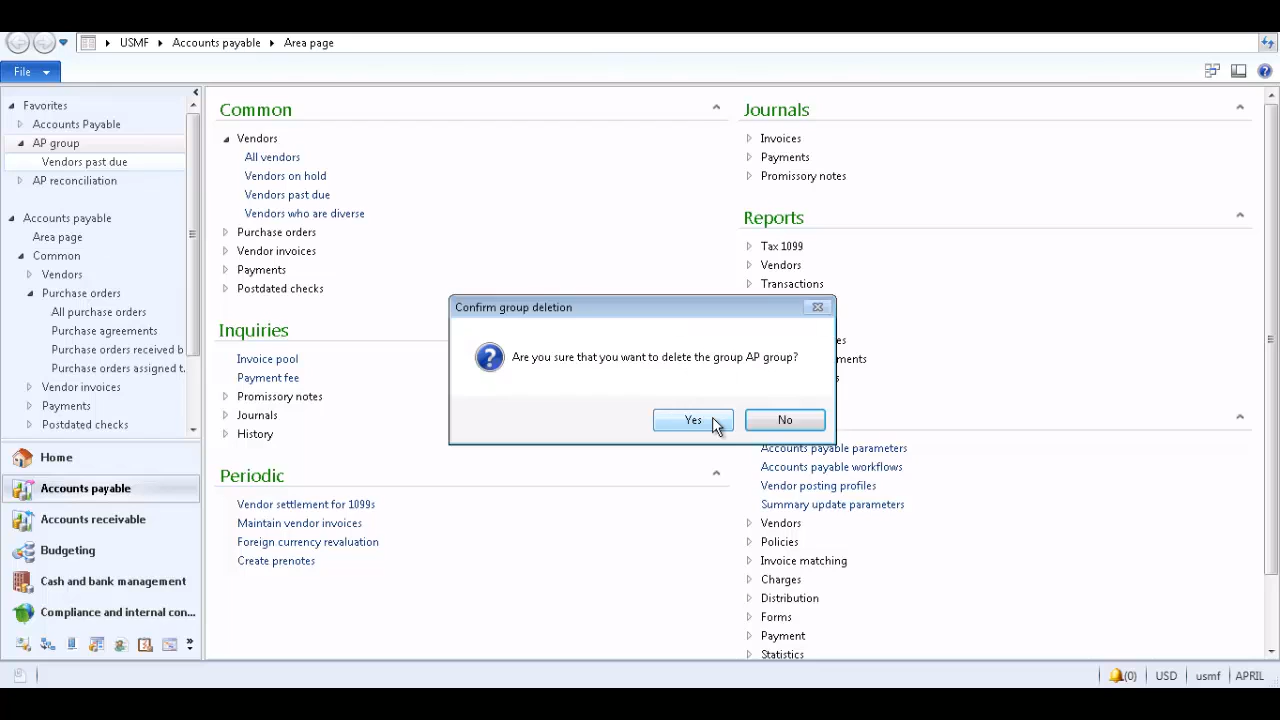 USMF Accounts payable Area page
File
Favorites
Accounts Payable
AP group
Vendors past due
AP reconciliation
Accounts payable
Area page
Common
Vendors
Purchase orders
All purchase orders
Purchase agreements
Purchase orders received b
Purchase orders assigned t.
Vendor invoices
Payments
Postdated checks
Home
Accounts payable
Accounts receivable
Budgeting
Cash and bank management
Compliance and internal con...
Common
Vendors
All vendors
Vendors on hold
Vendors past due
Vendors who are diverse
Purchase orders
Vendor invoices
Payments
Postdated checks
Inquiries
Invoice pool
Payment fee
Promissory notes
Journals
History
Periodic
Vendor settlement for 1099s
Maintain vendor invoices
Foreign currency revaluation
Create prenotes
Journals
Invoices
Payments
Promissory notes
Reports
Tax 1099
Vendors
Transactions
Confirm group deletion
Are you sure that you want to delete the group AP group?
Yes No
Accounts payable parameters
Accounts payable workflows
Vendor posting profiles
Summary update parameters
Vendors
Policies
Invoice matching
Charges
Distribution
Forms
Payment
Statistics
(0) USD usmf APRIL